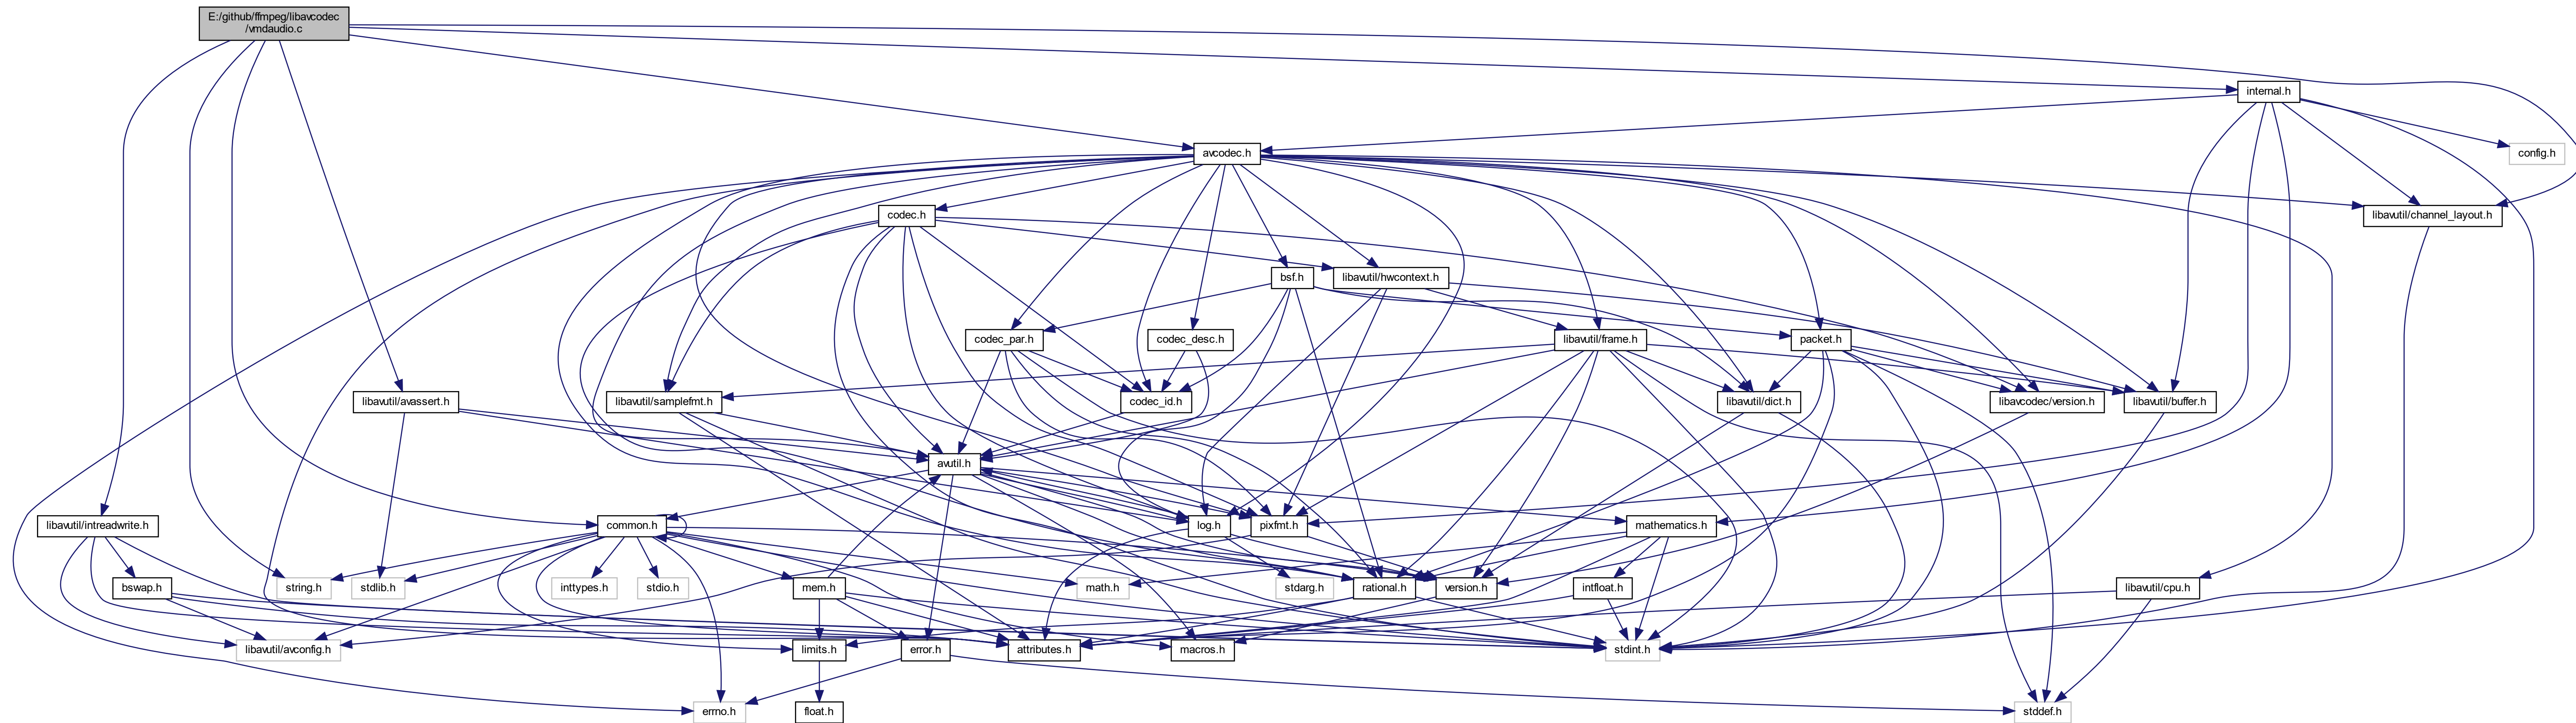 E:/github/ffmpeg/libavcodec
/vmdaudio.c
internal.h
avcodec.h
config.h
codec.h
libavutil/channel_layout.h
bsf.h
libavutil/hwcontext.h
codec_par.h
codec_desc.h
libavutil/frame.h
packet.h
libavutil/avassert.h
libavutil/samplefmt.h
codec_id.h
libavutil/dict.h
libavcodec/version.h
libavutil/buffer.h
avutil.h
libavutil/intreadwrite.h
common.h
log.h
pixfmt.h
mathematics.h
bswap.h
string.h
stdlib.h
inttypes.h
stdio.h
mem.h
math.h
stdarg.h
rational.h
version.h
intfloat.h
libavutil/cpu.h
libavutil/avconfig.h
limits.h
error.h
attributes.h
macros.h
stdint.h
errno.h
float.h
stddef.h